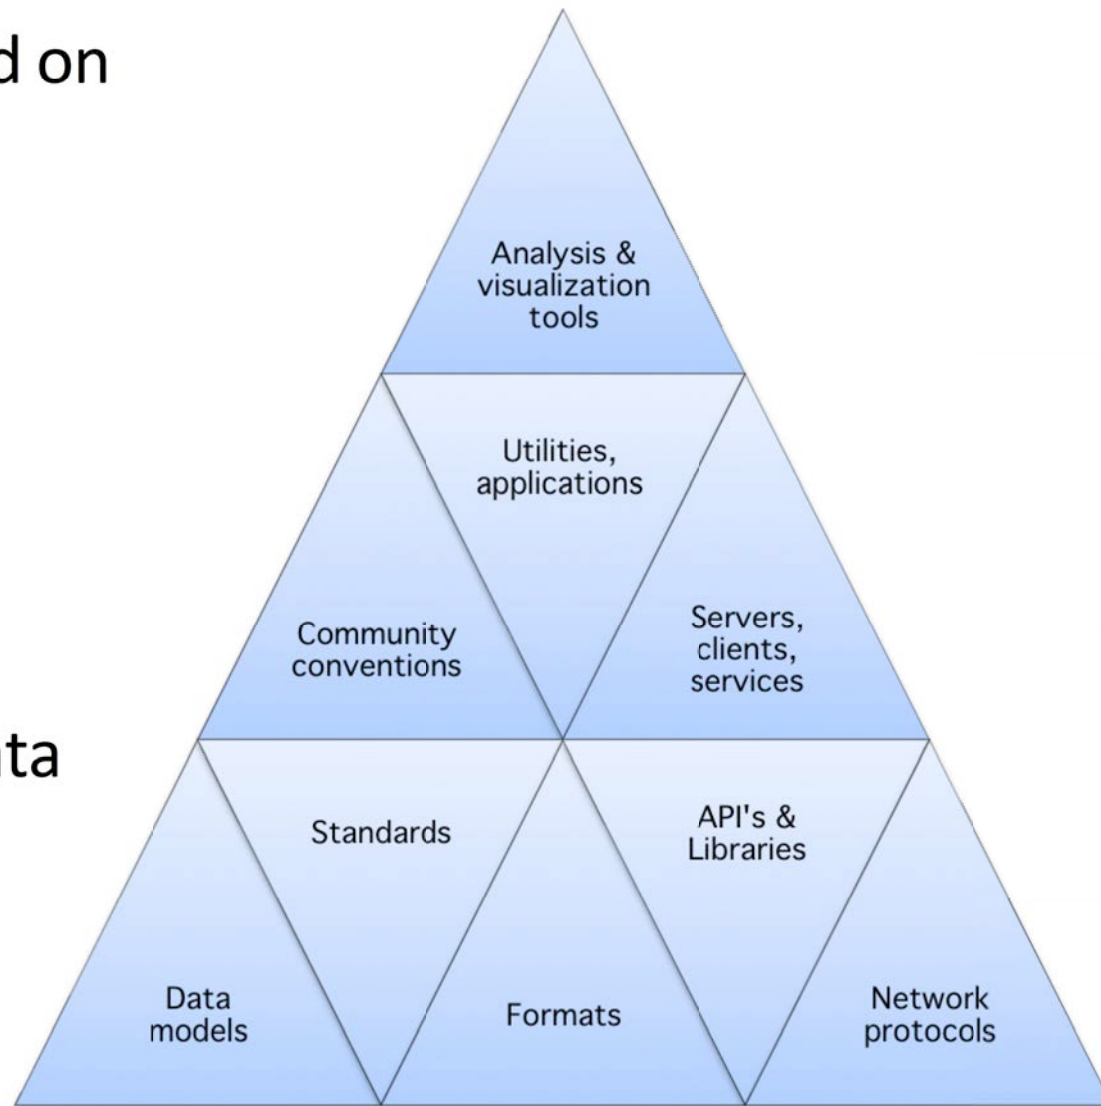 d on
Analysis &
visualization
tools
Utilities,
applications
Community
conventions
Servers,
clients,
services
ata
Standards
API's &
Libraries
Data
models
Formats
Network
protocols